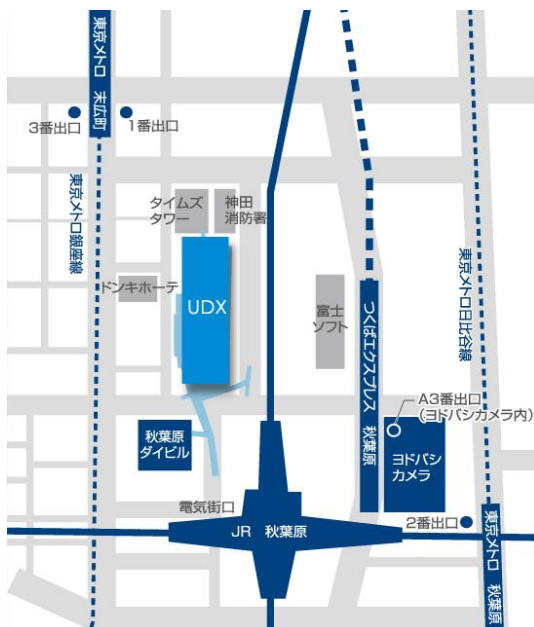 東京メトロ 末広町
3番出口
1番出口
東京メトロ銀座線
タイムズ
タワー
神田
消防署
ドンキホーテ
UDX
富士
ソフト
つくばエクスプレス 秋葉原
東京メトロ日比谷線
A3番出口
(ヨドバシカメラ内)
秋葉原
ダイビル
ヨドバシ
カメラ
電気街口
JR 秋葉原
2番出口
東京メトロ 秋葉原